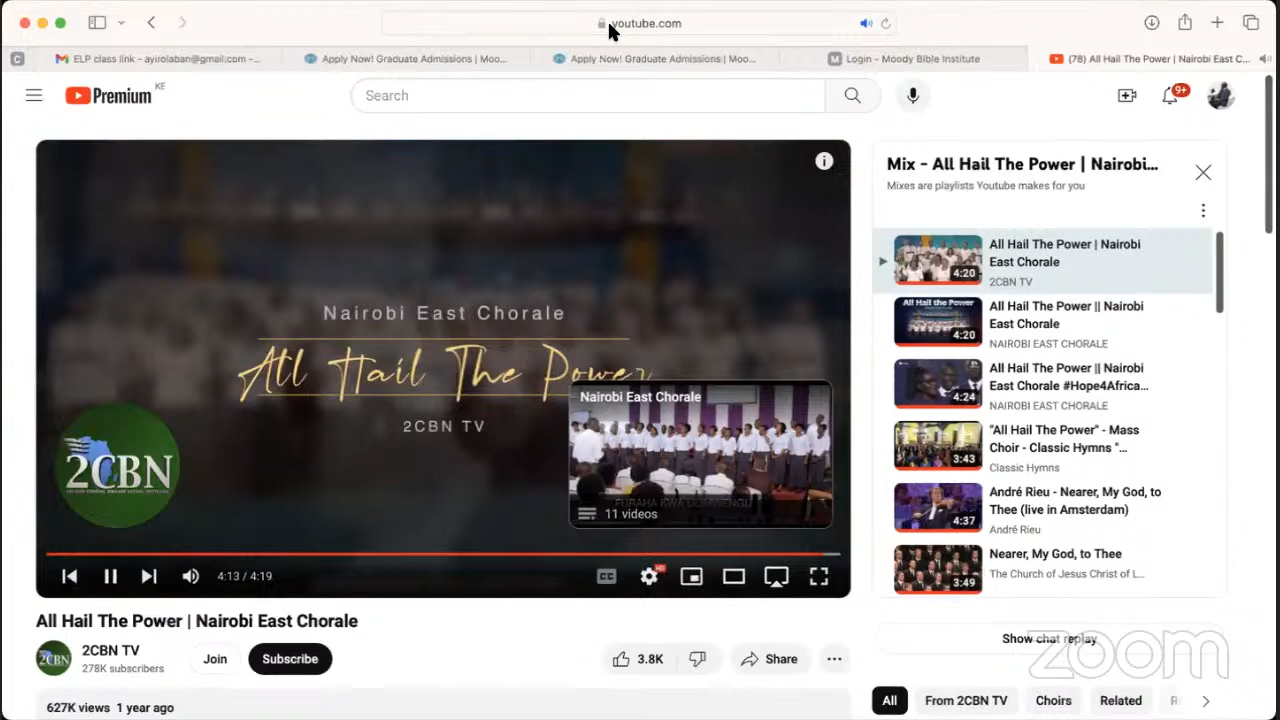 youtube.com
C
ELP class link - ayirolaban@gmail.com -...
Apply Now! Graduate Admissions | Moo...
Apply Now! Graduate Admissions | Moo...
M Login - Moody Bible Institute
(78) All Hail The Power | Nairobi East C...
Premium KE
Search
9+
Nairobi East Chorale
All Hail The Power
2CBN TV
2CBN
Nairobi East Chorale
FURAHA KWA ULIMWENGU
11 videos
4:13 / 4:19
CC
HD
All Hail The Power | Nairobi East Chorale
2CBN
2CBN TV
278K subscribers
Join
Subscribe
3.8K
Share
627K views 1 year ago
Mix - All Hail The Power | Nairobi...
Mixes are playlists Youtube makes for you
4:20
All Hail The Power | Nairobi
East Chorale
2CBN TV
All Hail the Power
4:20
All Hail The Power || Nairobi
East Chorale
NAIROBI EAST CHORALE
4:24
All Hail The Power || Nairobi
East Chorale #Hope4Africa...
NAIROBI EAST CHORALE
3:43
"All Hail The Power" - Mass
Choir - Classic Hymns "...
Classic Hymns
4:37
André Rieu - Nearer, My God, to
Thee (live in Amsterdam)
André Rieu
3:49
Nearer, My God, to Thee
The Church of Jesus Christ of L...
Show chat replay
zoom
All
From 2CBN TV
Choirs
Related